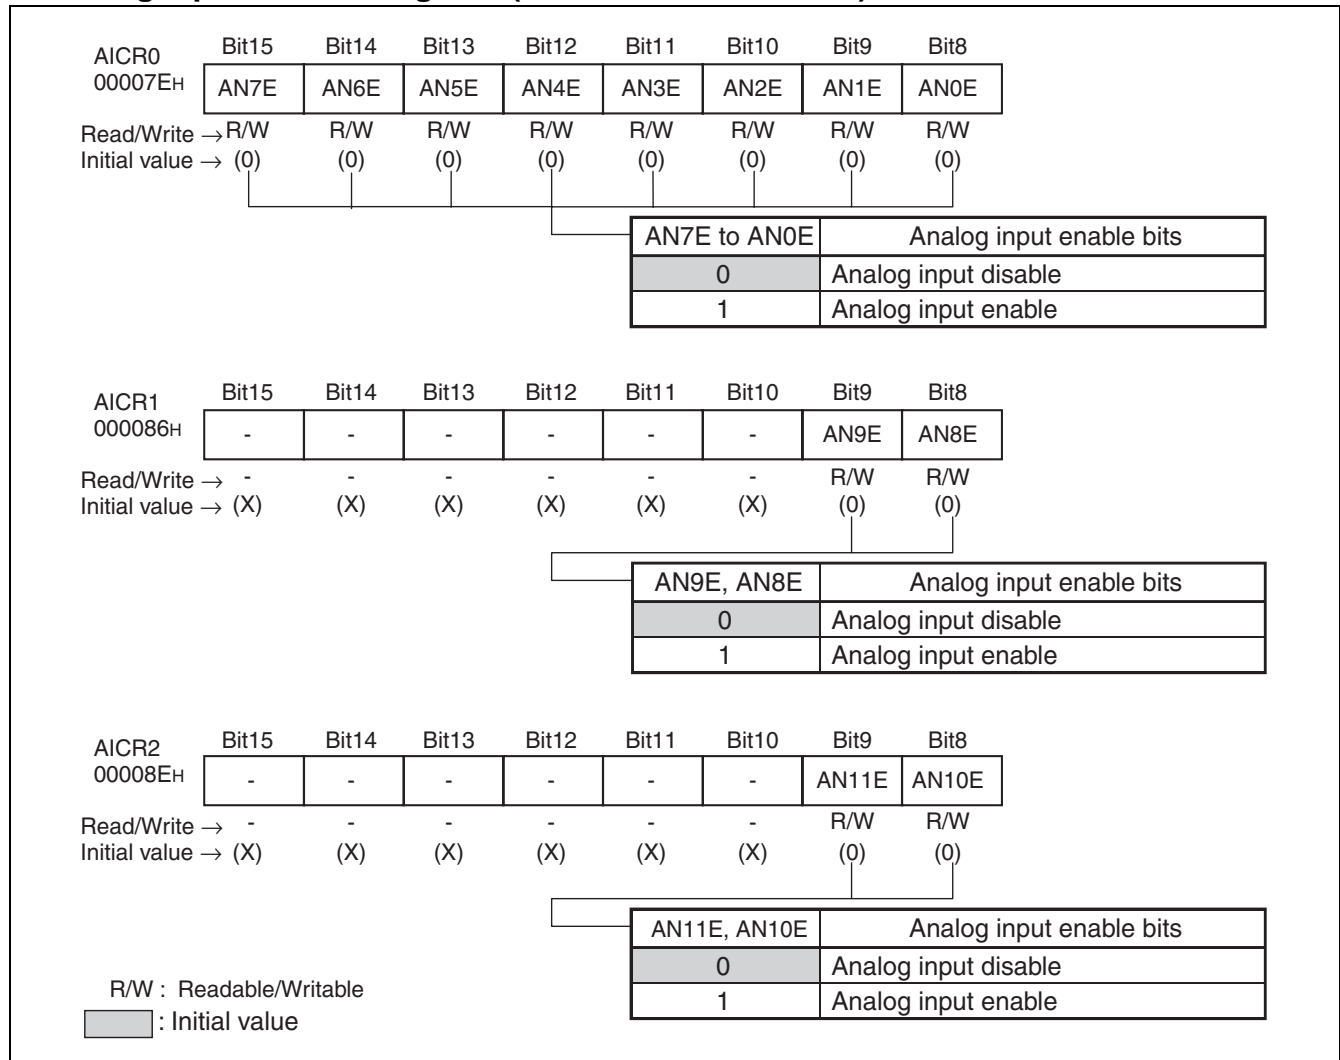 AICR0 Bit15 Bit14 Bit13 Bit12 Bit11 Bit10 Bit9 Bit8
00007EH AN7E AN6E AN5E AN4E AN3E AN2E AN1E AN0E
Read/Write → R/W R/W R/W R/W R/W R/W R/W R/W
Initial value → (0) (0) (0) (0) (0) (0) (0) (0)
AN7E to AN0E Analog input enable bits
0 Analog input disable
1 Analog input enable
AICR1 Bit15 Bit14 Bit13 Bit12 Bit11 Bit10 Bit9 Bit8
000086H - - - - - - AN9E AN8E
Read/Write → - - - - - - R/W R/W
Initial value → (X) (X) (X) (X) (X) (X) (0) (0)
AN9E, AN8E Analog input enable bits
0 Analog input disable
1 Analog input enable
AICR2 Bit15 Bit14 Bit13 Bit12 Bit11 Bit10 Bit9 Bit8
00008EH - - - - - - AN11E AN10E
Read/Write → - - - - - - R/W R/W
Initial value → (X) (X) (X) (X) (X) (X) (0) (0)
AN11E, AN10E Analog input enable bits
0 Analog input disable
1 Analog input enable
R/W : Readable/Writable
: Initial value